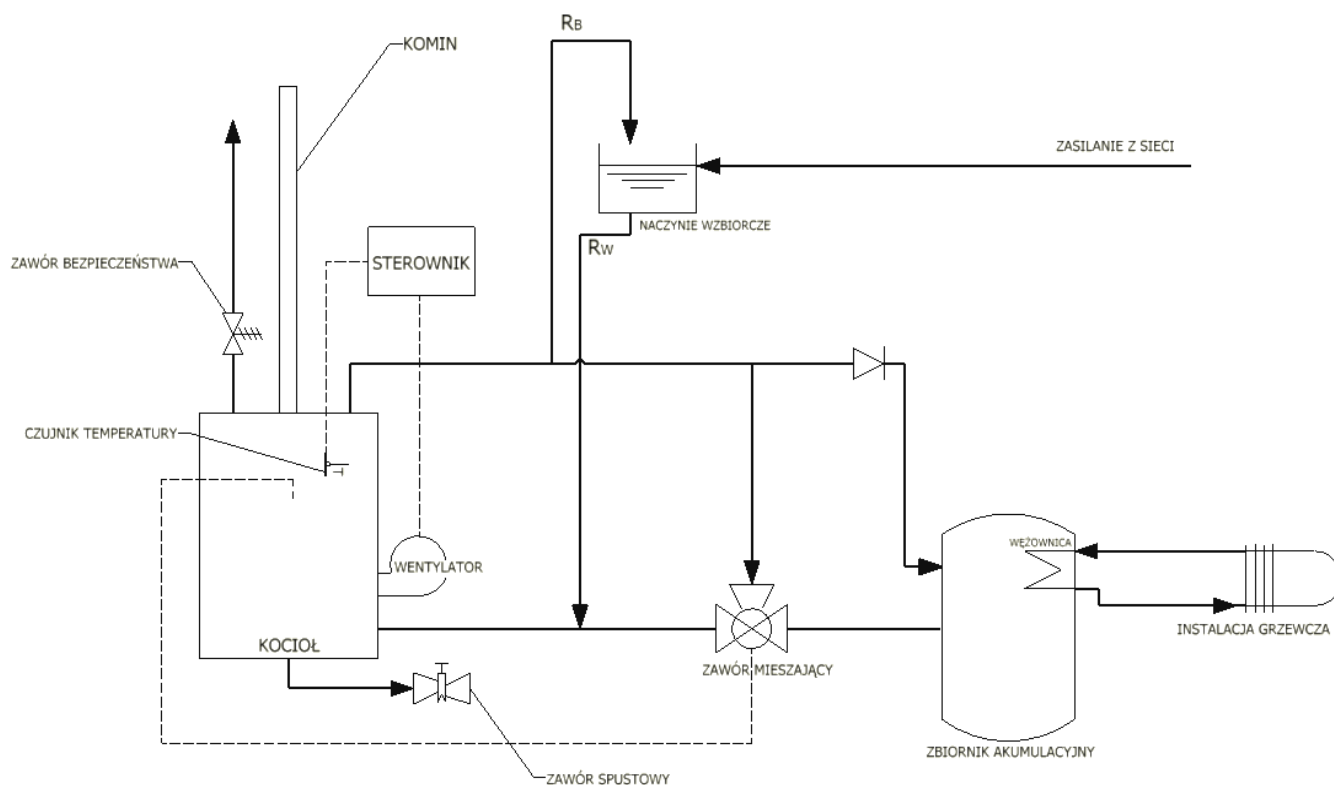 RB
KOMIN
ZASILANIE Z SIECI
NACZYNIE WZBIORCZE
RW
ZAWÓR BEZPIECZEŃSTWA
STEROWNIK
CZUJNIK TEMPERATURY
T
WENTYLATOR
WĘŻOWNICA
KOCIOŁ
INSTALACJA GRZEWCZA
ZAWÓR MIESZAJĄCY
ZBIORNIK AKUMULACYJNY
ZAWÓR SPUSTOWY